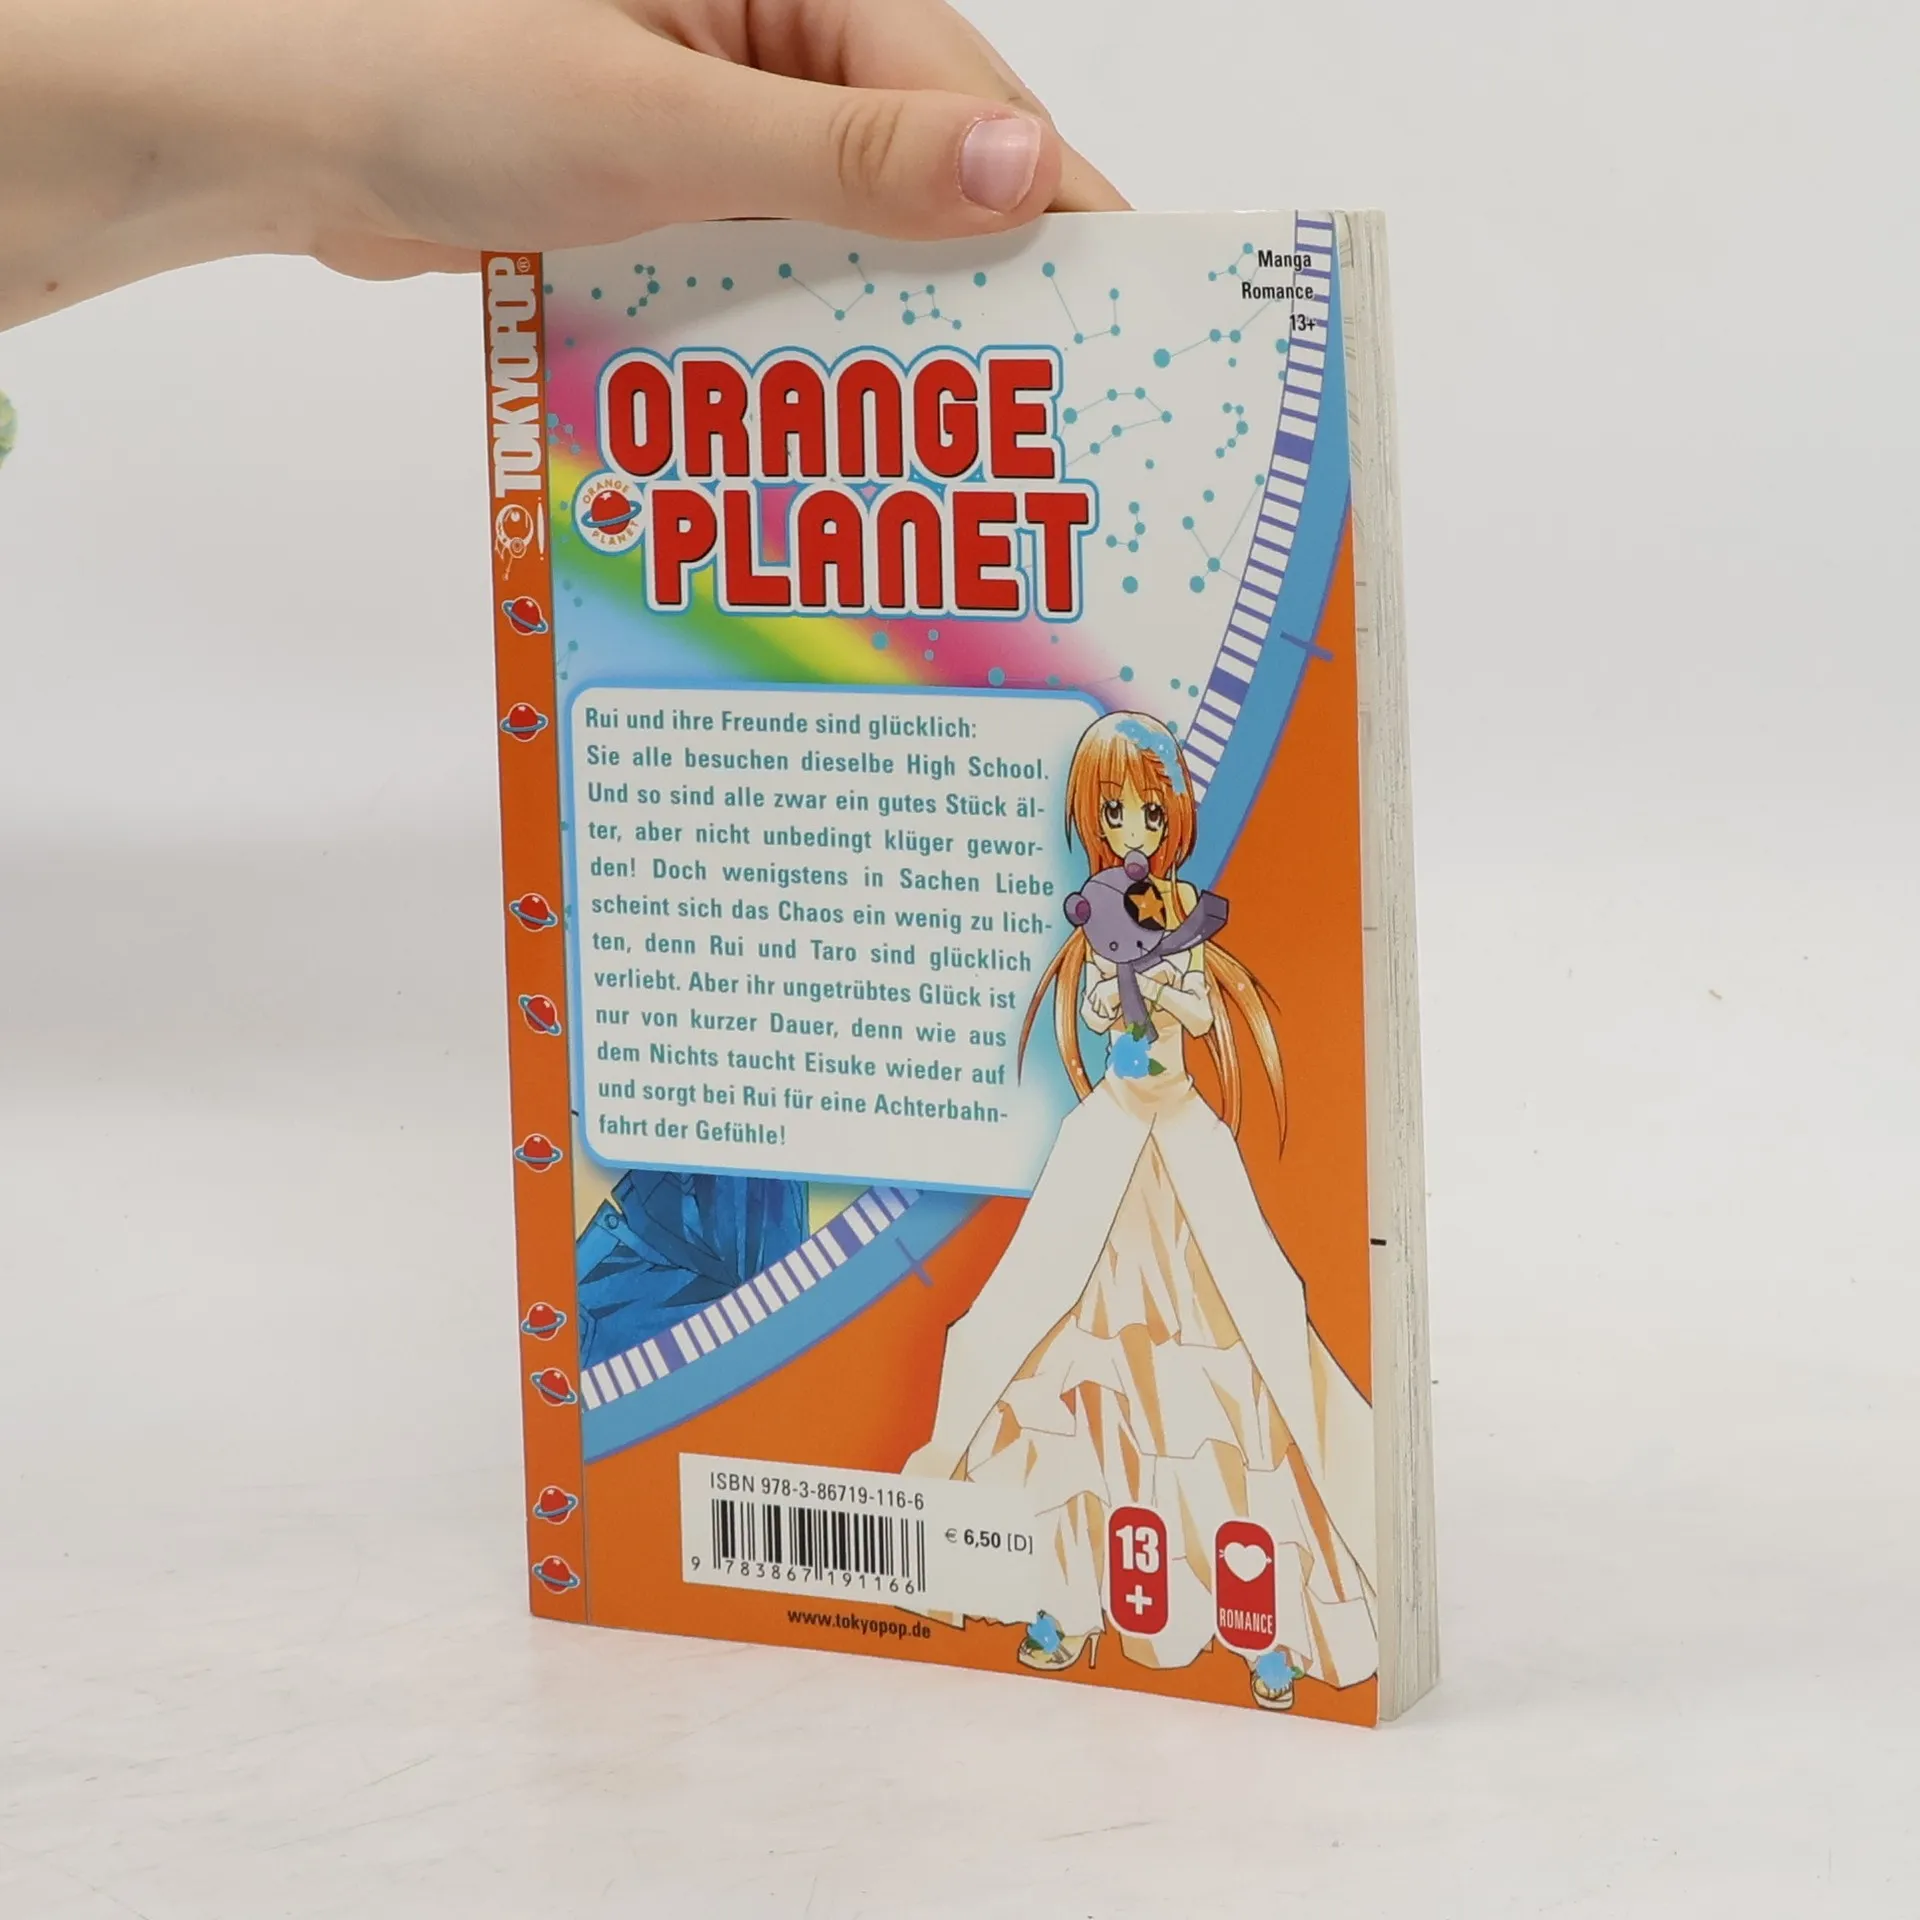 TOKYOPOP®
Manga
Romance
13+
ORANGE
PLANET
ORANGE
PLANET
Rui und ihre Freunde sind glücklich:
Sie alle besuchen dieselbe High School.
Und so sind alle zwar ein gutes Stück äl-
ter, aber nicht unbedingt klüger gewor-
den! Doch wenigstens in Sachen Liebe
scheint sich das Chaos ein wenig zu lich-
ten, denn Rui und Taro sind glücklich
verliebt. Aber ihr ungetrübtes Glück ist
nur von kurzer Dauer, denn wie aus
dem Nichts taucht Eisuke wieder auf
und sorgt bei Rui für eine Achterbahn-
fahrt der Gefühle!
ISBN 978-3-86719-116-6
€ 6,50 [D]
9 783867 191166
www.tokyopop.de
13
+
ROMANCE